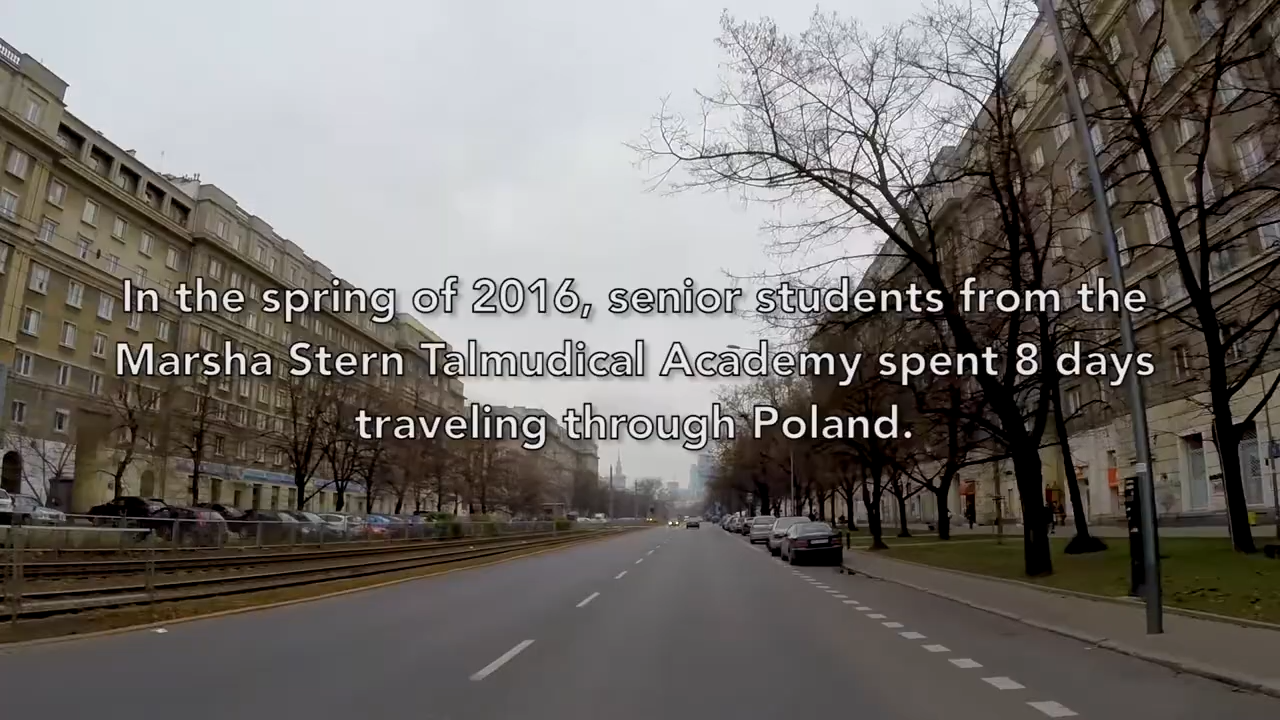 In the spring of 2016, senior students from the
Marsha Stern Talmudical Academy spent 8 days
traveling through Poland.